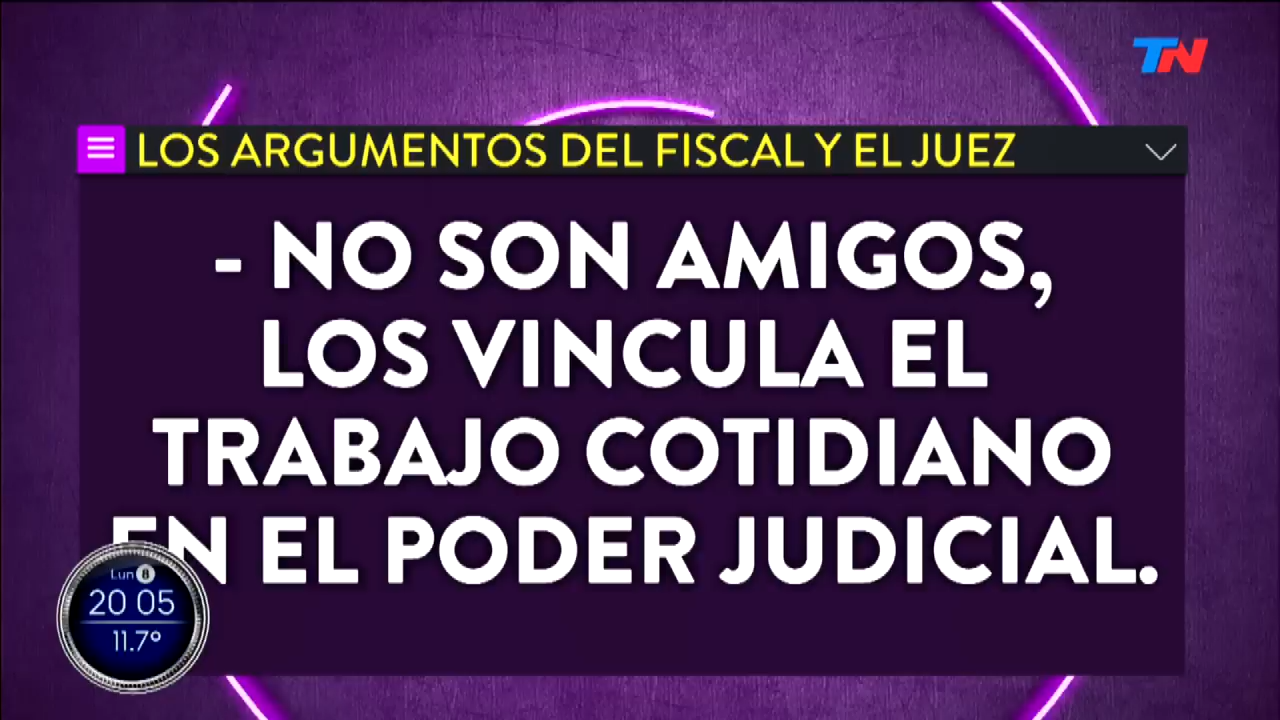 TN
LOS ARGUMENTOS DEL FISCAL Y EL JUEZ
- NO SON AMIGOS,
LOS VINCULA EL
TRABAJO COTIDIANO
EN EL PODER JUDICIAL.
Lun 8
20 05
11.7°